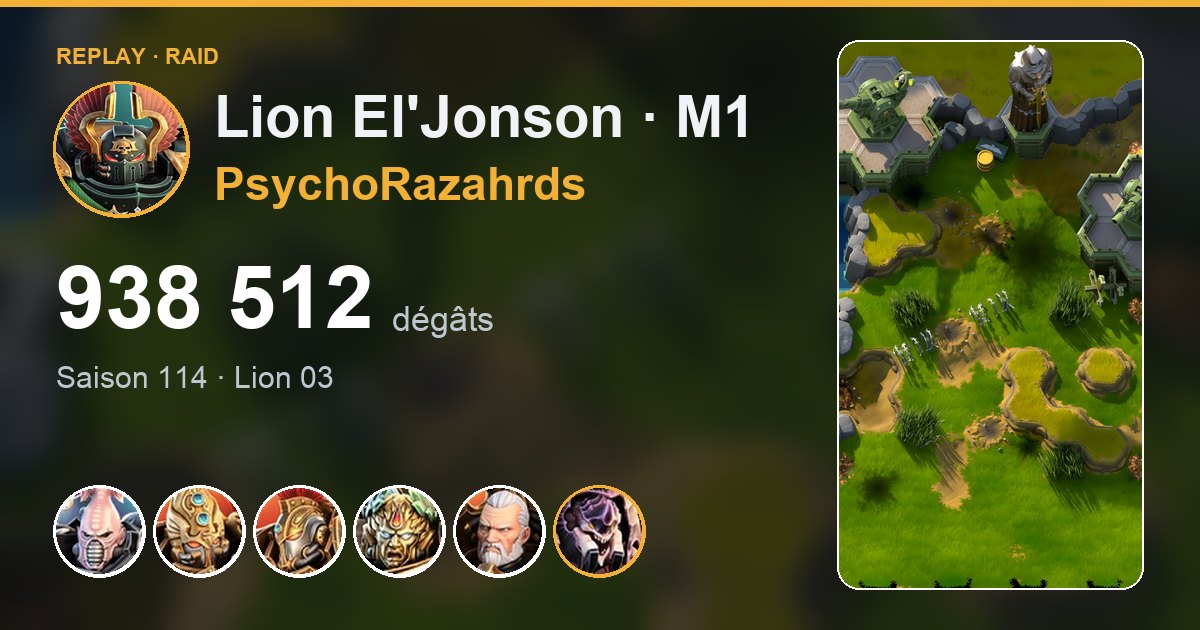 REPLAY · RAID
Lion El'Jonson · M1
PsychoRazahrds
938 512 dégâts
Saison 114 · Lion 03